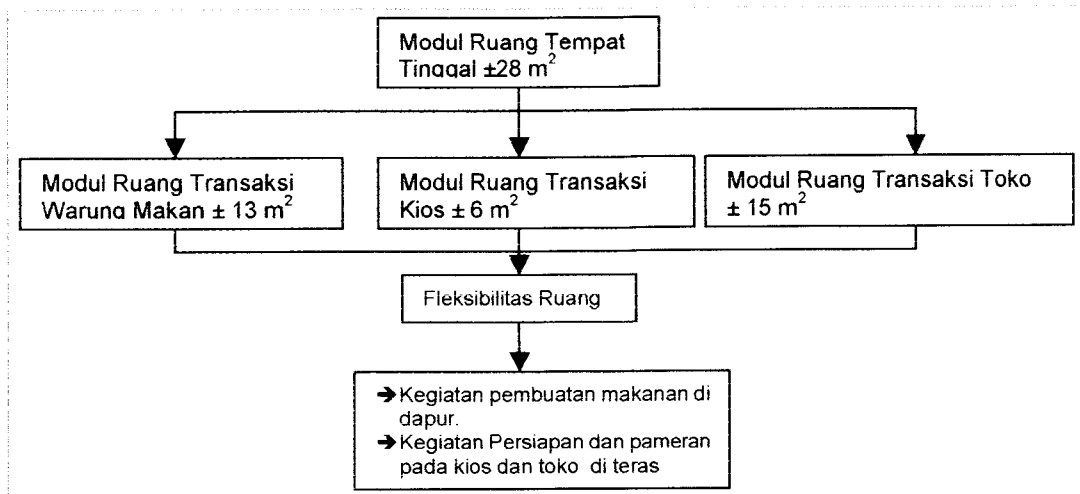 Modul Ruang Tempat
Tinggal ±28 m²
Modul Ruang Transaksi
Warung Makan ± 13 m²
Modul Ruang Transaksi
Kios ± 6 m²
Modul Ruang Transaksi Toko
± 15 m²
Fleksibilitas Ruang
➔Kegiatan pembuatan makanan di
dapur.
➔Kegiatan Persiapan dan pameran
pada kios dan toko di teras